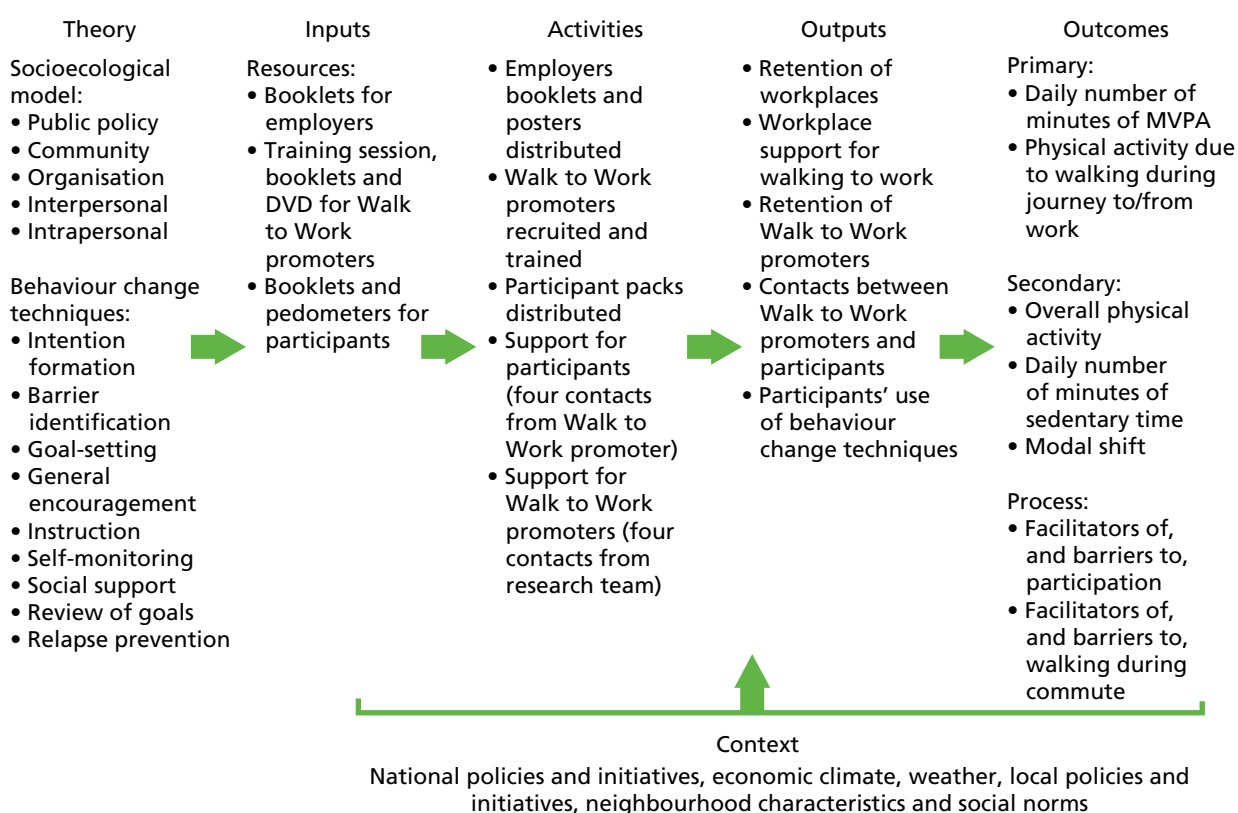 Theory
Socioecological
model:
• Public policy
• Community
• Organisation
• Interpersonal
• Intrapersonal
Behaviour change
techniques:
• Intention
formation
• Barrier
identification
• Goal-setting
• General
encouragement
• Instruction
• Self-monitoring
• Social support
• Review of goals
• Relapse prevention
Inputs
Resources:
• Booklets for
employers
• Training session,
booklets and
DVD for Walk
to Work
promoters
• Booklets and
pedometers for
participants
Activities
• Employers
booklets and
posters
distributed
• Walk to Work
promoters
recruited and
trained
• Participant packs
distributed
• Support for
participants
(four contacts
from Walk to
Work promoter)
• Support for
Walk to Work
promoters (four
contacts from
research team)
Outputs
• Retention of
workplaces
• Workplace
support for
walking to work
• Retention of
Walk to Work
promoters
• Contacts between
Walk to Work
promoters and
participants
• Participants’ use
of behaviour
change techniques
Outcomes
Primary:
• Daily number of
minutes of MVPA
• Physical activity due
to walking during
journey to/from
work
Secondary:
• Overall physical
activity
• Daily number
of minutes of
sedentary time
• Modal shift
Process:
• Facilitators of,
and barriers to,
participation
• Facilitators of,
and barriers to,
walking during
commute
Context
National policies and initiatives, economic climate, weather, local policies and
initiatives, neighbourhood characteristics and social norms